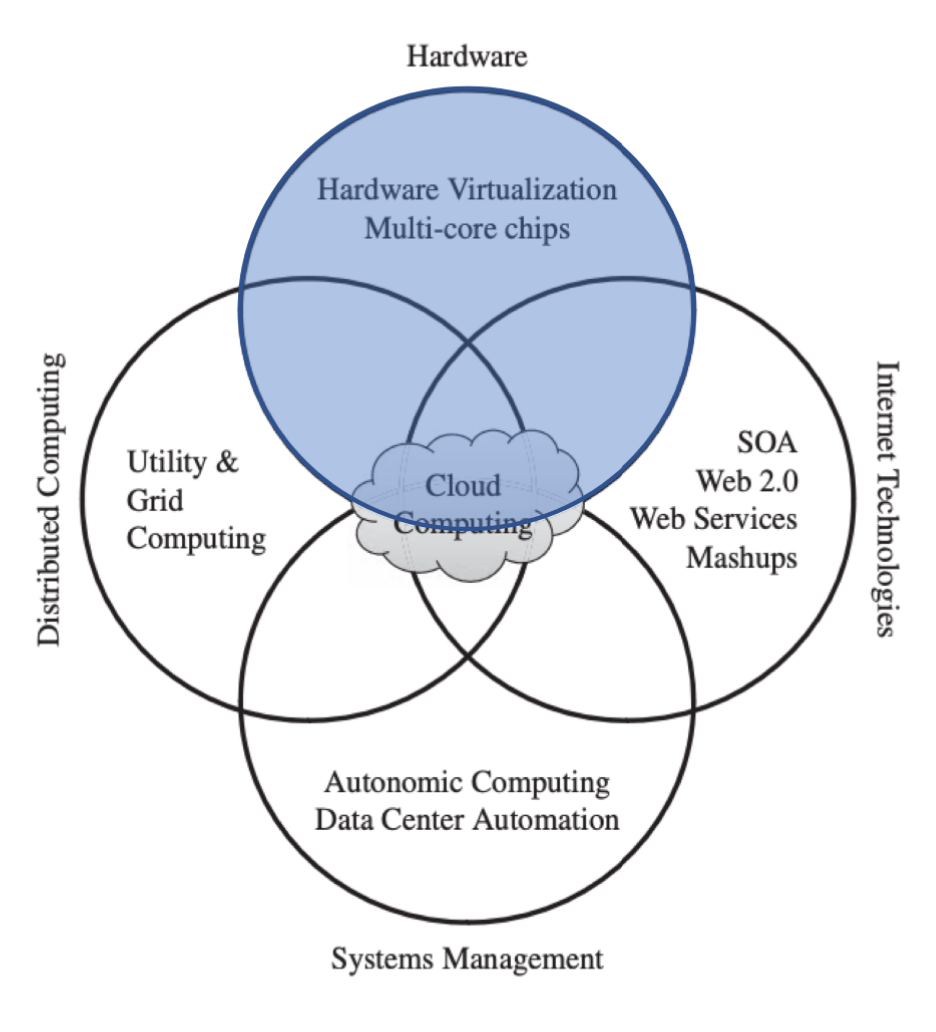 Hardware
Hardware Virtualization
Multi-core chips
Distributed Computing
Utility &
Grid
Computing
Cloud
Computing
SOA
Web 2.0
Web Services
Mashups
Internet Technologies
Autonomic Computing
Data Center Automation
Systems Management